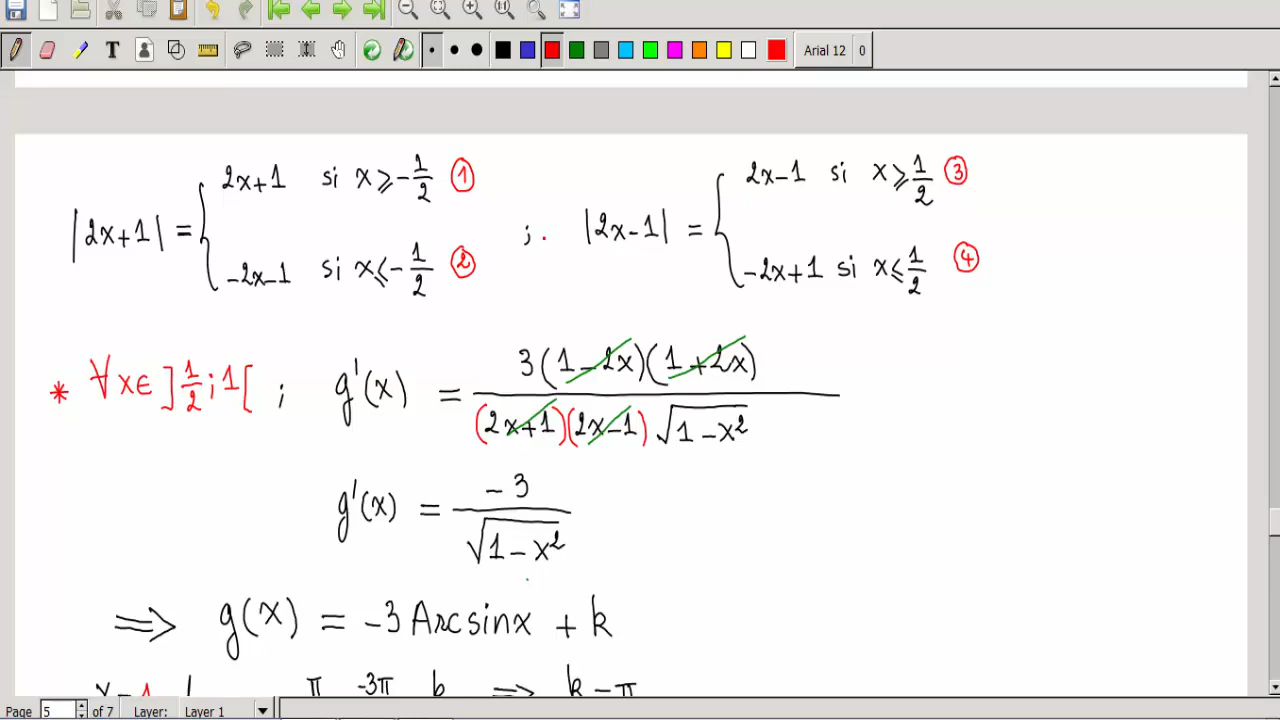 T Arial 12 0
|2x+1| = { 2x+1 si x ⩾ -1/2 ① ; |2x-1| = { 2x-1 si x ⩾ 1/2 ③
-2x-1 si x ⩽ -1/2 ② -2x+1 si x ⩽ 1/2 ④
* ∀x∈ ]1/2 ; 1[ ; g'(x) = 3(1-2x)(1+2x) / (2x+1)(2x-1)√(1-x²)
g'(x) = -3 / √(1-x²)
⟹ g(x) = -3 Arcsinx + k
Page 5 of 7 Layer: Layer 1